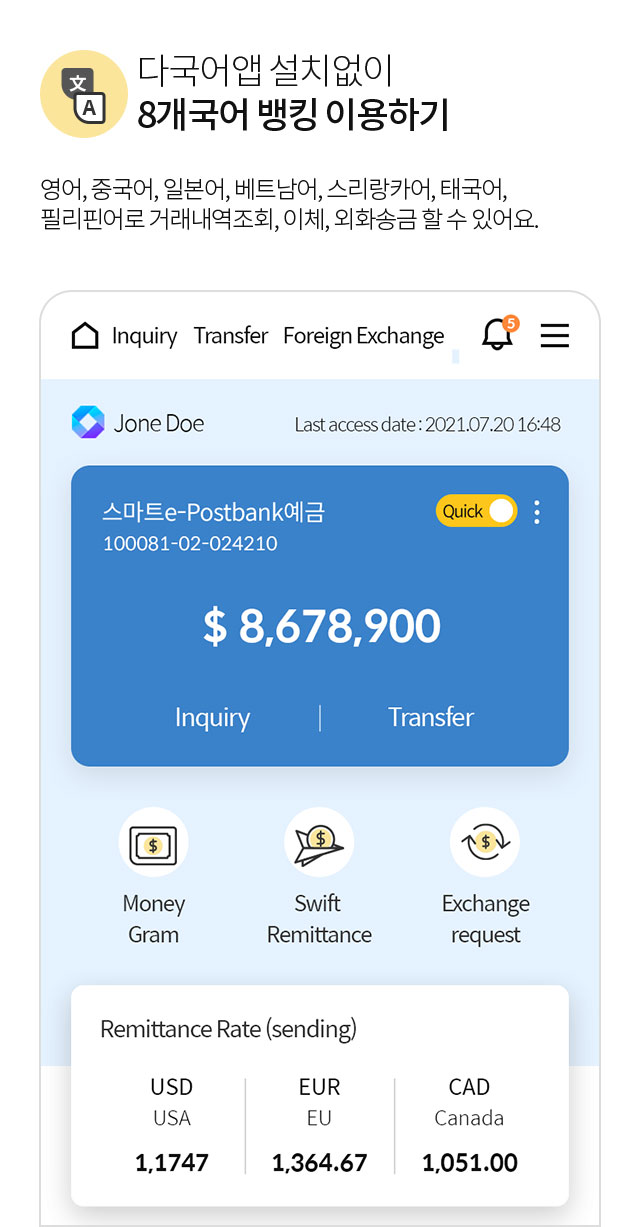 文
A
다국어앱 설치없이
8개국어 뱅킹 이용하기
영어, 중국어, 일본어, 베트남어, 스리랑카어, 태국어,
필리핀어로 거래내역조회, 이체, 외화송금 할 수 있어요.
Inquiry Transfer Foreign Exchange 5
Jone Doe Last access date : 2021.07.20 16:48
스마트e-Postbank예금 Quick
100081-02-024210
$ 8,678,900
Inquiry | Transfer
$ $ $
Money Swift Exchange
Gram Remittance request
Remittance Rate (sending)
USD EUR CAD
USA EU Canada
1,1747 1,364.67 1,051.00